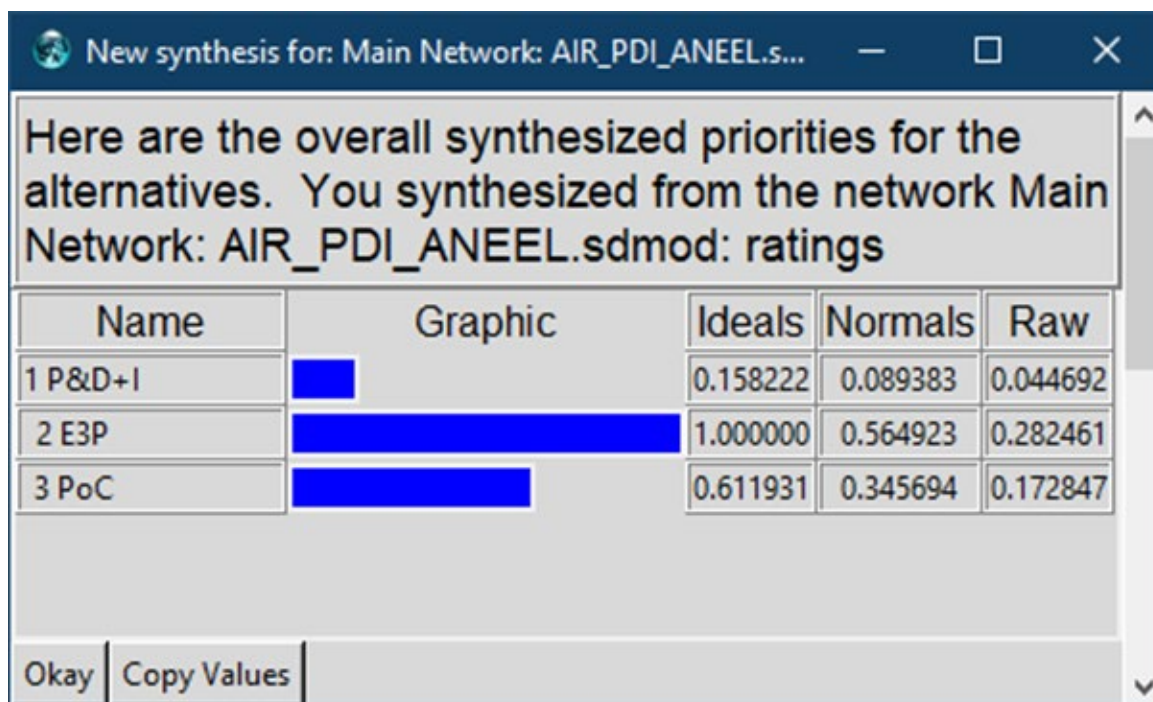 New synthesis for: Main Network: AIR_PDI_ANEEL.s...
Here are the overall synthesized priorities for the
alternatives.  You synthesized from the network Main
Network: AIR_PDI_ANEEL.sdmod: ratings
Name Graphic Ideals Normals Raw
1 P&D+I 0.158222 0.089383 0.044692
2 E3P 1.000000 0.564923 0.282461
3 PoC 0.611931 0.345694 0.172847
Okay Copy Values